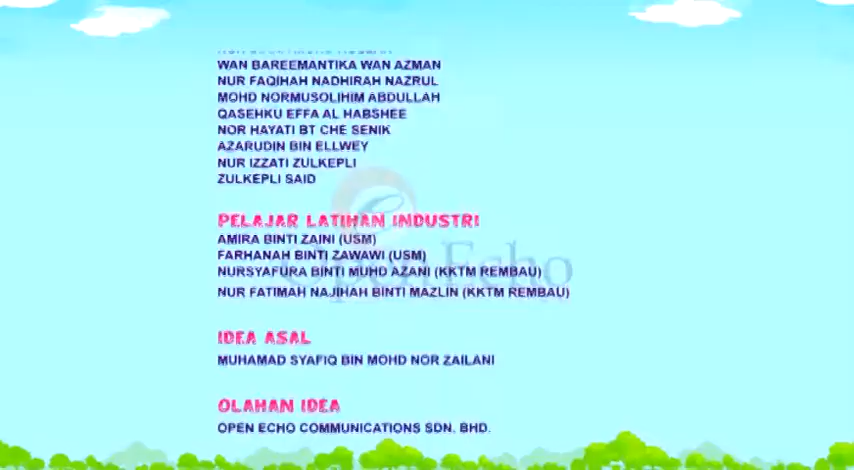 WAN BAREEMANTIKA WAN AZMAN
NUR FAQIHAH NADHIRAH NAZRUL
MOHD NORMUSOLIHIM ABDULLAH
QASEHKU EFFA AL HABSHEE
NOR HAYATI BT CHE SENIK
AZARUDIN BIN ELLWEY
NUR IZZATI ZULKEPLI
ZULKEPLI SAID
PELAJAR LATIHAN INDUSTRI
AMIRA BINTI ZAINI (USM)
FARHANAH BINTI ZAWAWI (USM)
NURSYAFURA BINTI MUHD AZANI (KKTM REMBAU)
Open Echo
NUR FATIMAH NAJIHAH BINTI MAZLIN (KKTM REMBAU)
IDEA ASAL
MUHAMAD SYAFIQ BIN MOHD NOR ZAILANI
OLAHAN IDEA
OPEN ECHO COMMUNICATIONS SDN. BHD.